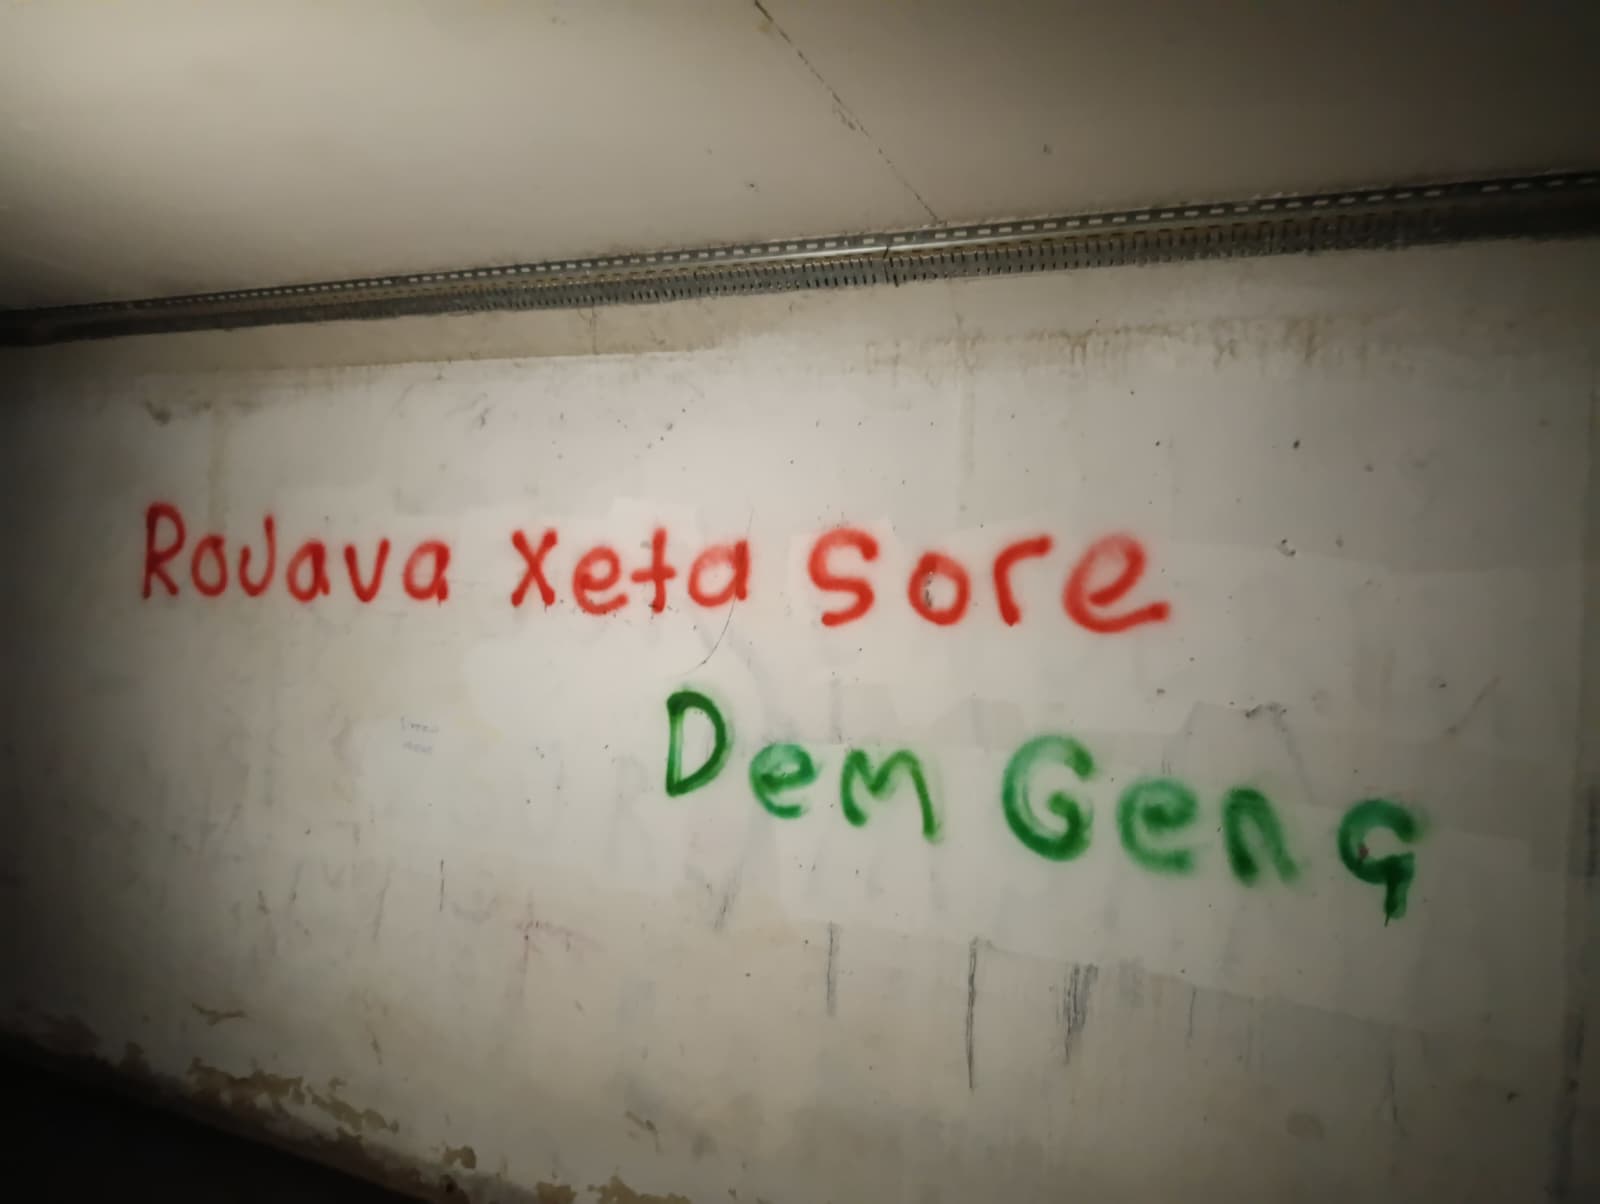 RoJava Xeta Sore
Dem Genç